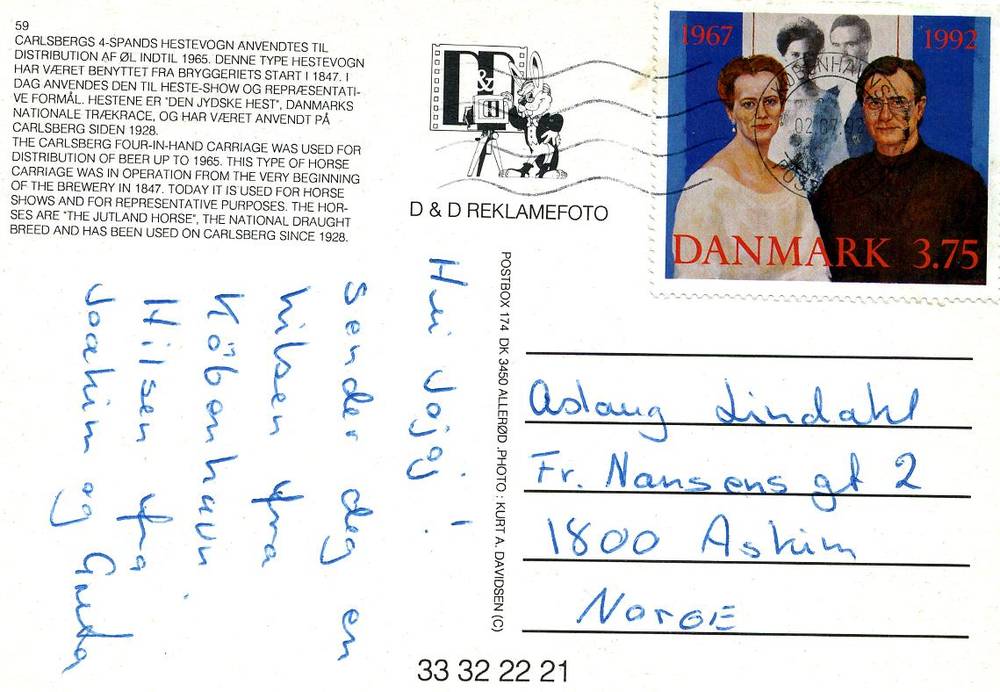 59
CARLSBERGS 4-SPANDS HESTEVOGN ANVENDTES TIL
DISTRIBUTION AF ØL INDTIL 1965. DENNE TYPE HESTEVOGN
HAR VÆRET BENYTTET FRA BRYGGERIETS START I 1847. I
DAG ANVENDES DEN TIL HESTE-SHOW OG REPRÆSENTATI-
VE FORMÅL. HESTENE ER "DEN JYDSKE HEST", DANMARKS
NATIONALE TRÆKRACE, OG HAR VÆRET ANVENDT PÅ
CARLSBERG SIDEN 1928.
THE CARLSBERG FOUR-IN-HAND CARRIAGE WAS USED FOR
DISTRIBUTION OF BEER UP TO 1965. THIS TYPE OF HORSE
CARRIAGE WAS IN OPERATION FROM THE VERY BEGINNING
OF THE BREWERY IN 1847. TODAY IT IS USED FOR HORSE
SHOWS AND FOR REPRESENTATIVE PURPOSES. THE HOR-
SES ARE "THE JUTLAND HORSE", THE NATIONAL DRAUGHT
BREED AND HAS BEEN USED ON CARLSBERG SINCE 1928.
D&D
D & D REKLAMEFOTO
1967
1992
DANMARK 3.75
Hei Jojoj!
Sender deg en
hilsen fra
Købonhavn
Hilsen fra
Joakim og
POSTBOX 174 DK 3450 ALLERØD .PHOTO : KURT A. DAVIDSEN (C)
Aslaug Lindahl
Fr. Nansens gt 2
1800 Askim
Norge
33 32 22 21